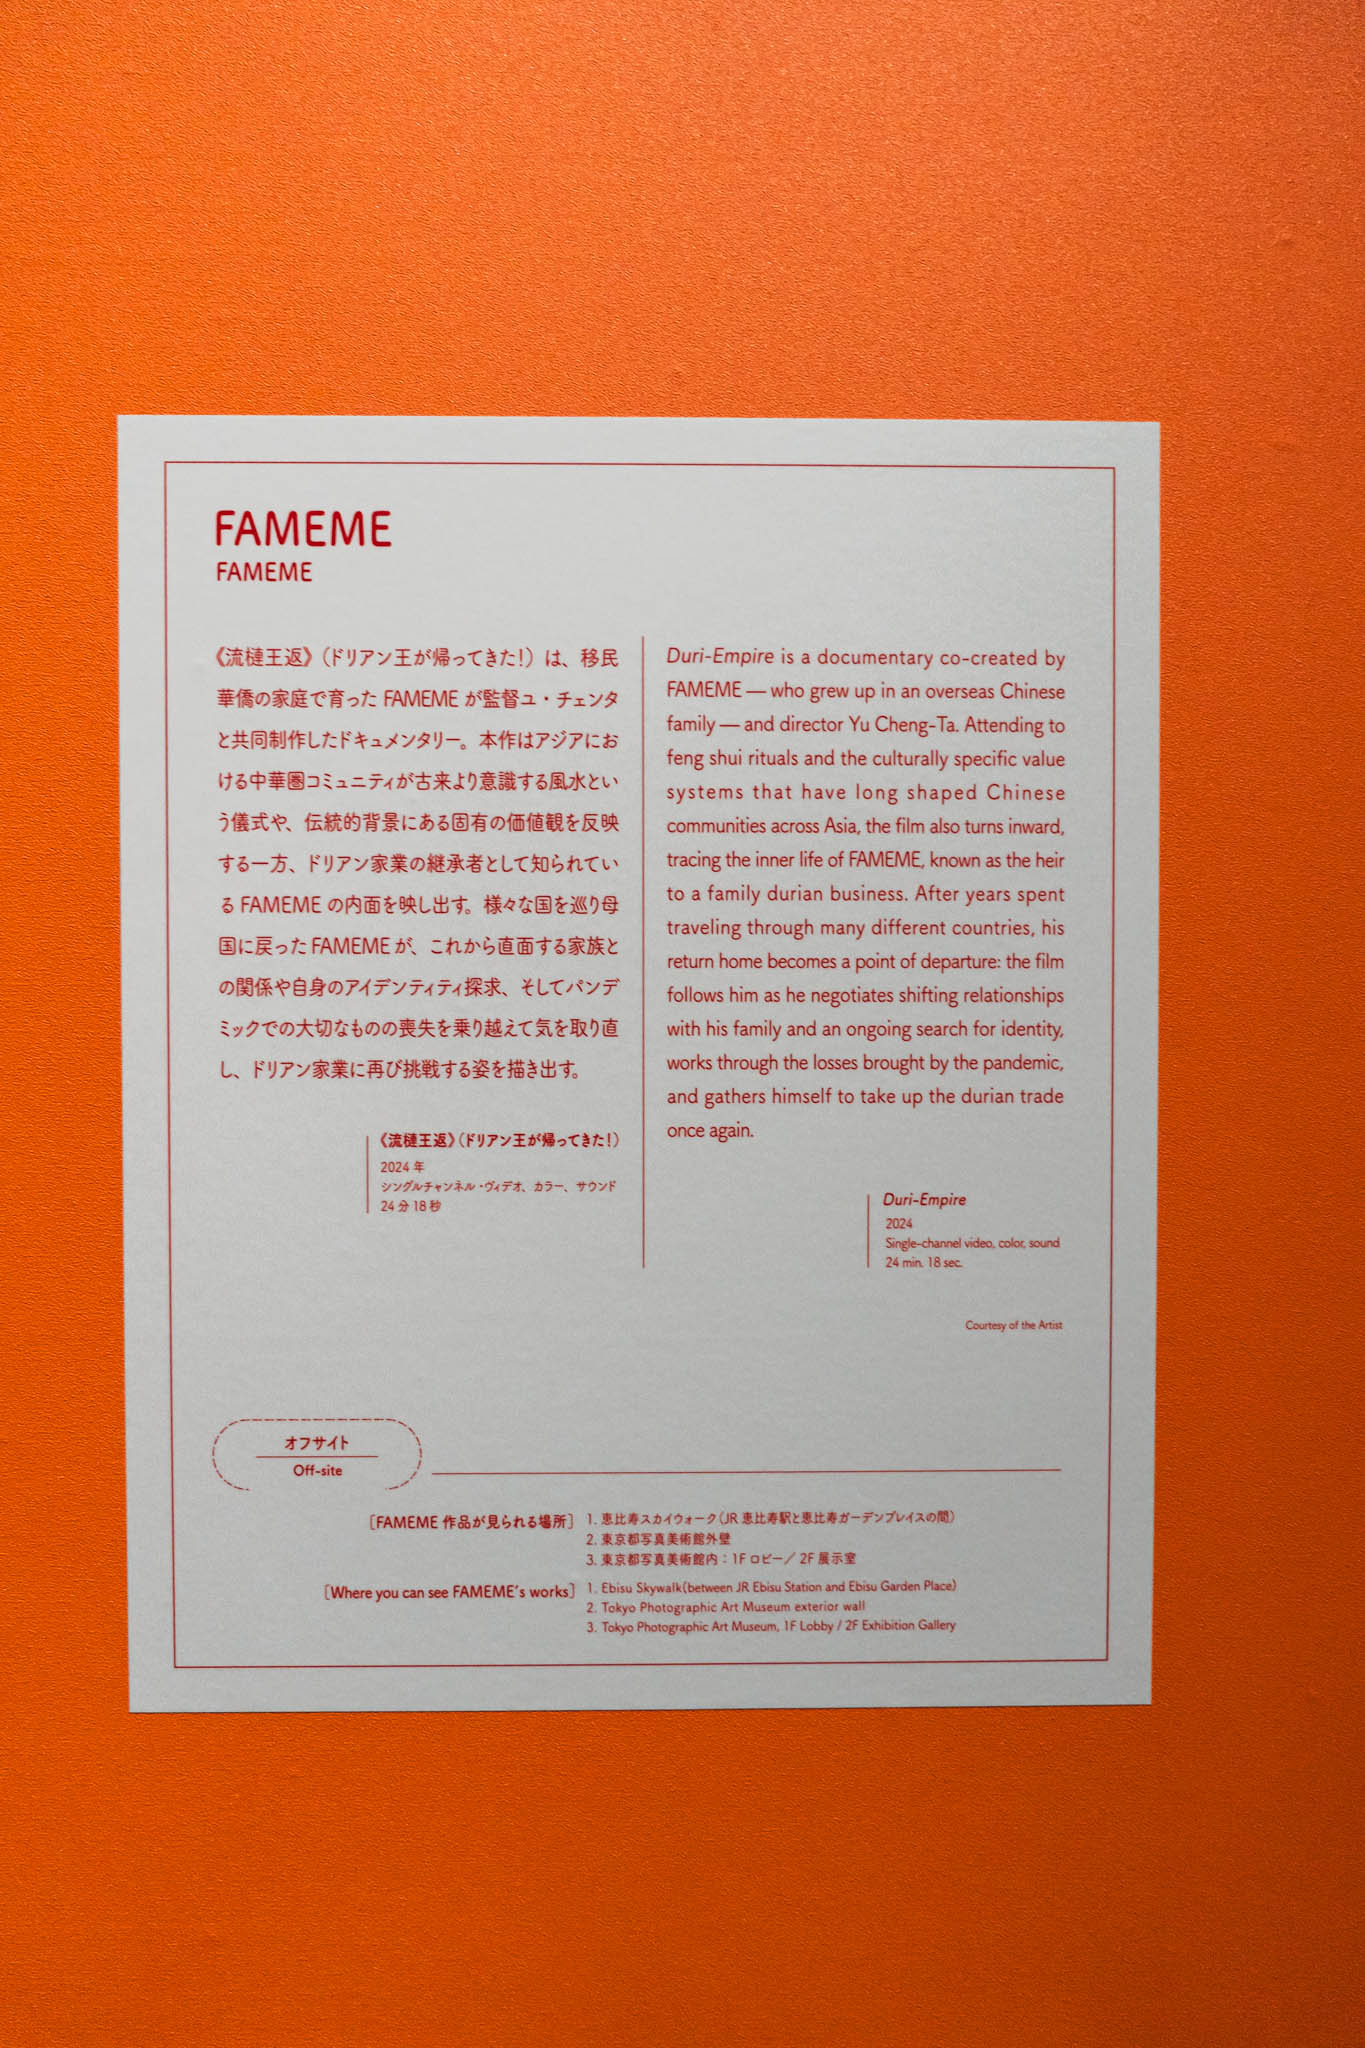 FAMEME
FAMEME
《流槤王返》（ドリアン王が帰ってきた！）は、移民
華僑の家庭で育った FAMEME が監督ユ・チェンタ
と共同制作したドキュメンタリー。本作はアジアにお
ける中華圏コミュニティが古来より意識する風水とい
う儀式や、伝統的背景にある固有の価値観を反映
する一方、ドリアン家業の継承者として知られてい
る FAMEME の内面を映し出す。様々な国を巡り母
国に戻った FAMEME が、これから直面する家族と
の関係や自身のアイデンティティ探求、そしてパンデ
ミックでの大切なものの喪失を乗り越えて気を取り直
し、ドリアン家業に再び挑戦する姿を描き出す。
《流槤王返》（ドリアン王が帰ってきた！）
2024 年
シングルチャンネル・ヴィデオ、カラー、サウンド
24 分 18 秒
Duri-Empire is a documentary co-created by
FAMEME — who grew up in an overseas Chinese
family — and director Yu Cheng-Ta. Attending to
feng shui rituals and the culturally specific value
systems that have long shaped Chinese
communities across Asia, the film also turns inward,
tracing the inner life of FAMEME, known as the heir
to a family durian business. After years spent
traveling through many different countries, his
return home becomes a point of departure: the film
follows him as he negotiates shifting relationships
with his family and an ongoing search for identity,
works through the losses brought by the pandemic,
and gathers himself to take up the durian trade
once again.
Duri-Empire
2024
Single-channel video, color, sound
24 min. 18 sec.
Courtesy of the Artist
オフサイト
Off-site
［FAMEME 作品が見られる場所］
1. 恵比寿スカイウォーク（JR 恵比寿駅と恵比寿ガーデンプレイスの間）
2. 東京都写真美術館外壁
3. 東京都写真美術館内：1F ロビー／ 2F 展示室
［Where you can see FAMEME's works］
1. Ebisu Skywalk（between JR Ebisu Station and Ebisu Garden Place）
2. Tokyo Photographic Art Museum exterior wall
3. Tokyo Photographic Art Museum, 1F Lobby / 2F Exhibition Gallery